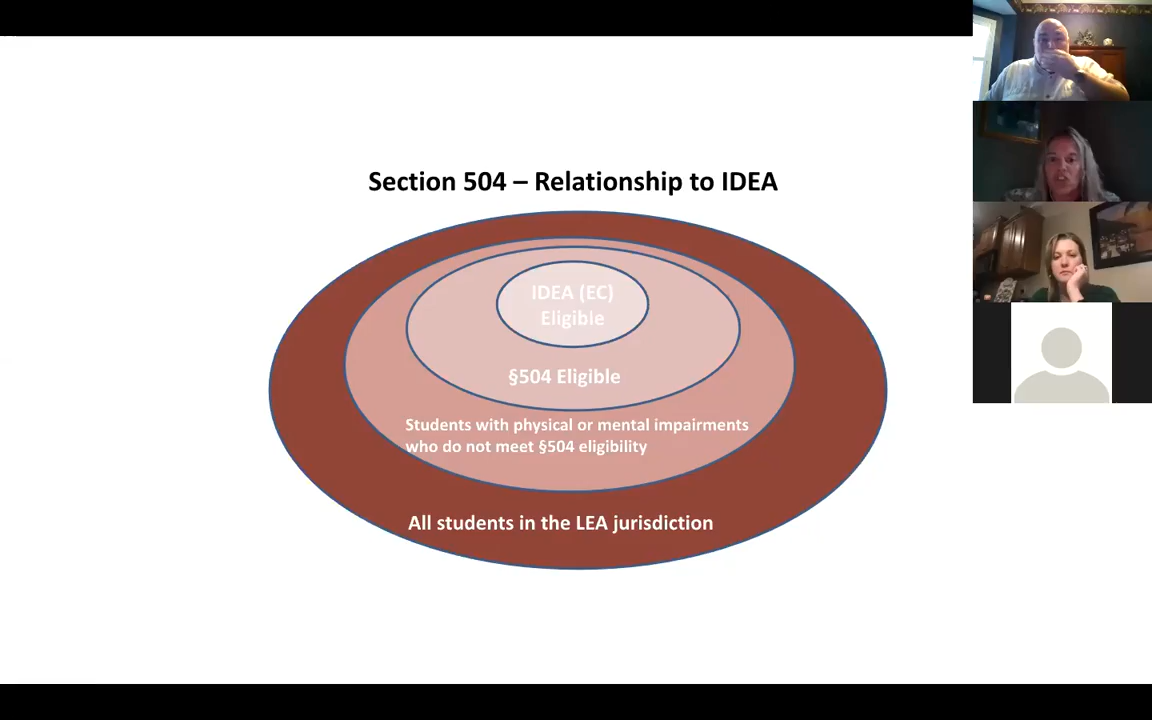 Section 504 – Relationship to IDEA
IDEA (EC)
Eligible
§504 Eligible
Students with physical or mental impairments
who do not meet §504 eligibility
All students in the LEA jurisdiction